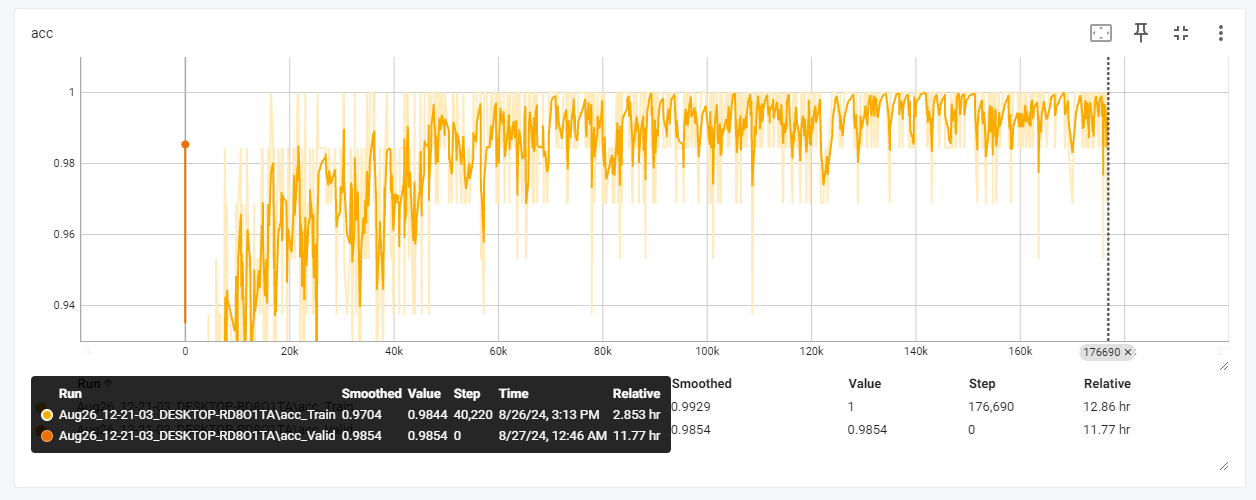 acc
1
0.98
0.96
0.94
0 20k 40k 60k 80k 100k 120k 140k 160k
176690 ×
Run ↑ Smoothed Value Step Relative
0.9929 1 176,690 12.86 hr
0.9854 0.9854 0 11.77 hr
Run Smoothed Value Step Time Relative
Aug26_12-21-03_DESKTOP-RD8O1TA\acc_Train 0.9704 0.9844 40,220 8/26/24, 3:13 PM 2.853 hr
Aug26_12-21-03_DESKTOP-RD8O1TA\acc_Valid 0.9854 0.9854 0 8/27/24, 12:46 AM 11.77 hr